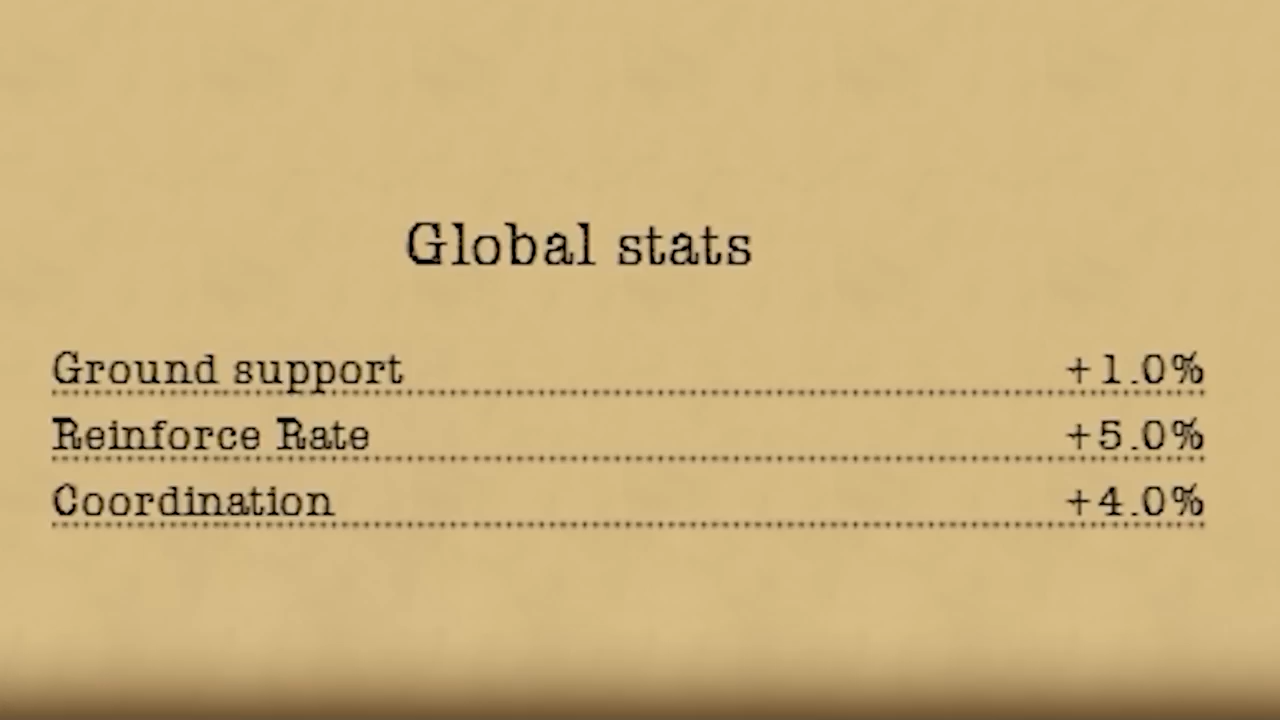 Global stats
Ground support +1.0%
Reinforce Rate +5.0%
Coordination +4.0%